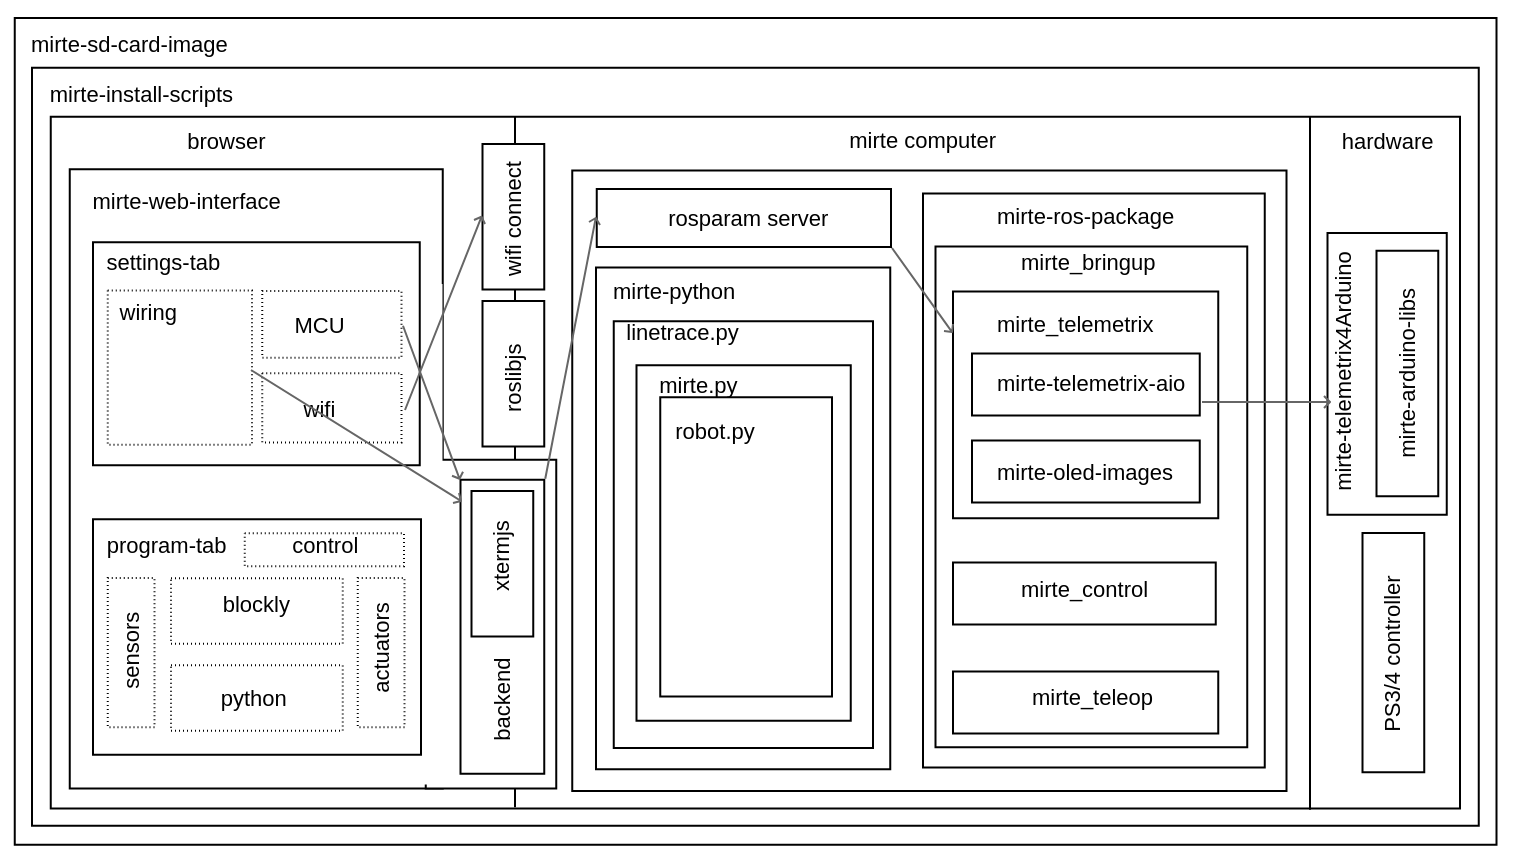 mirte-sd-card-image
mirte-install-scripts
browser
mirte-web-interface
settings-tab
wiring
MCU
wifi
program-tab
control
sensors
blockly
python
actuators
wifi connect
roslibjs
xtermjs
backend
mirte computer
rosparam server
mirte-python
linetrace.py
mirte.py
robot.py
mirte-ros-package
mirte_bringup
mirte_telemetrix
mirte-telemetrix-aio
mirte-oled-images
mirte_control
mirte_teleop
hardware
mirte-telemetrix4Arduino
mirte-arduino-libs
PS3/4 controller